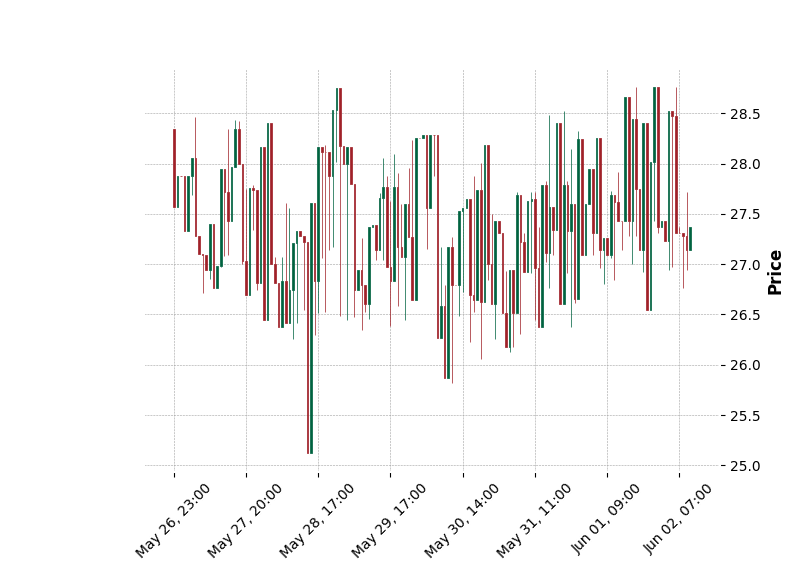 28.5
28.0
27.5
27.0
26.5
26.0
25.5
25.0
Price
May 26, 23:00
May 27, 20:00
May 28, 17:00
May 29, 17:00
May 30, 14:00
May 31, 11:00
Jun 01, 09:00
Jun 02, 07:00